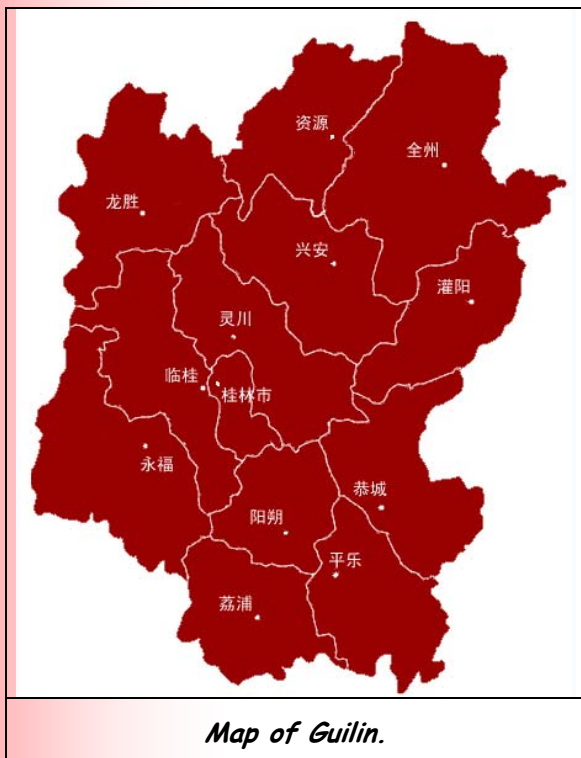 资源
全州
龙胜
兴安
灌阳
灵川
临桂
桂林市
永福
恭城
阳朔
平乐
荔浦
Map of Guilin.